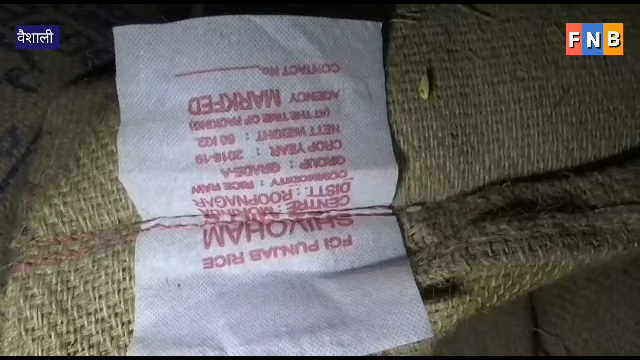 वैशाली
FNB
FCI PUNJAB RICE
SHIVOHAM
CENTRE:
DISTT.: ROOPNAGAR
COMMODITY : RICE RAW
GROUP : GRADE-A
CROP YEAR : 2018-19
NETT WEIGHT : 50 KG.
(AT THE TIME OF PACKING)
AGENCY MARKFED
CONTACT No.